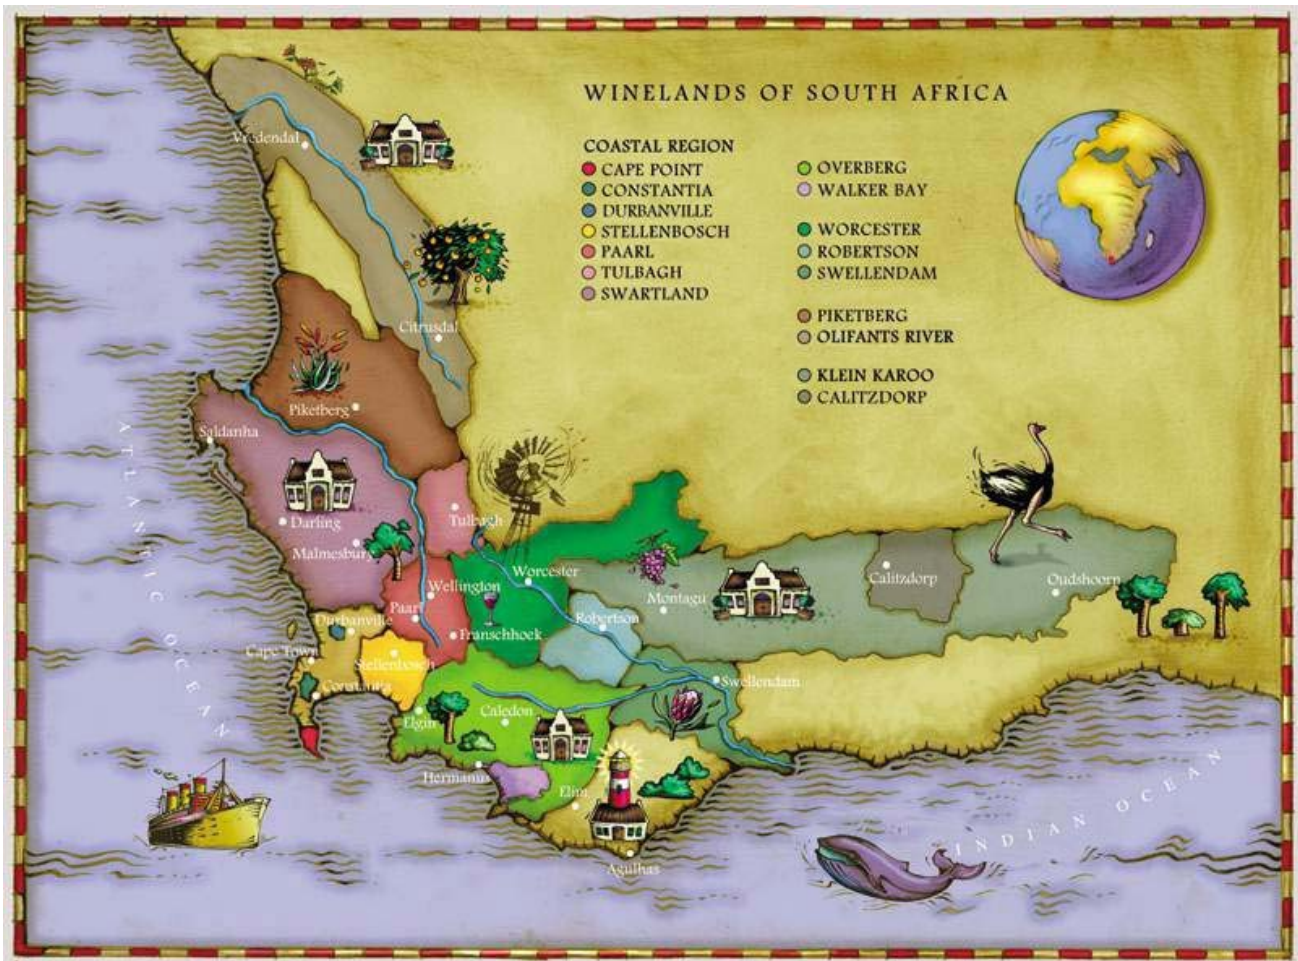 WINELANDS OF SOUTH AFRICA
COASTAL REGION
CAPE POINT
CONSTANTIA
DURBANVILLE
STELLENBOSCH
PAARL
TULBAGH
SWARTLAND
OVERBERG
WALKER BAY
WORCESTER
ROBERTSON
SWELLENDAM
PIKETBERG
OLIFANTS RIVER
KLEIN KAROO
CALITZDORP
Vredendal
Citrusdal
Piketberg
Saldanha
Darling
Malmesbury
Tulbagh
Wellington
Worcester
Paarl
Franschhoek
Durbanville
Cape Town
Stellenbosch
Constantia
Robertson
Montagu
Calitzdorp
Oudshoorn
Swellendam
Elgin
Caledon
Hermanus
Elim
Agulhas
ATLANTIC OCEAN
INDIAN OCEAN